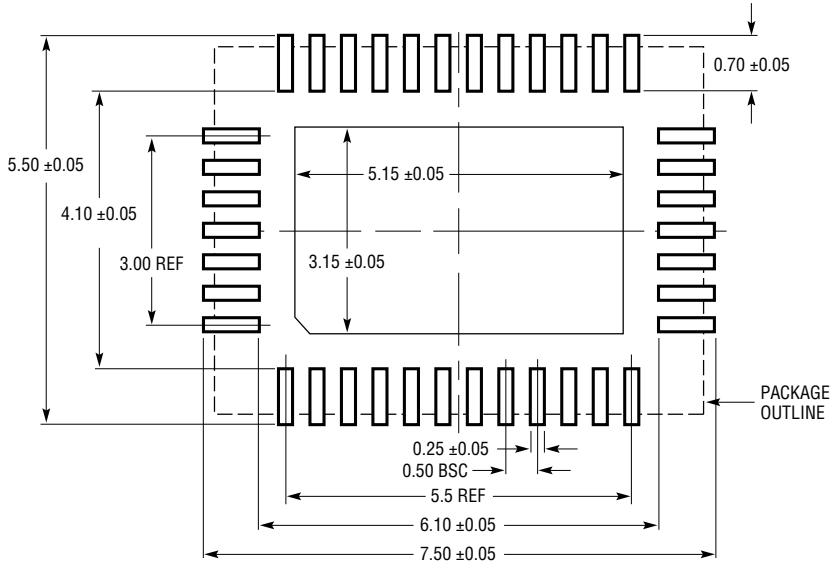 0.70 ±0.05
5.50 ±0.05
5.15 ±0.05
4.10 ±0.05
3.00 REF
3.15 ±0.05
PACKAGE
OUTLINE
0.25 ±0.05
0.50 BSC
5.5 REF
6.10 ±0.05
7.50 ±0.05